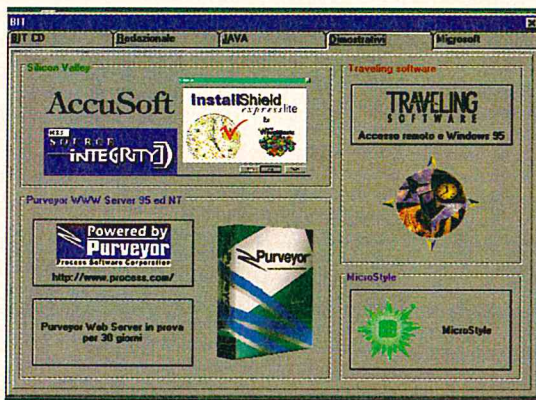 BIT
BIT CD
Redazionale
JAVA
Dimostrativi
Microsoft
Silicon Valley
AccuSoft
MKS
SOURCE
INTEGRITY
InstallShield
express lite
for
Traveling software
TRAVELING
SOFTWARE
Accesso remoto e Windows 95
Purveyor WWW Server 95 ed NT
Powered by
Purveyor
Process Software Corporation
http://www.process.com/
Purveyor Web Server in prova
per 30 giorni
Purveyor
MicroStyle
MicroStyle